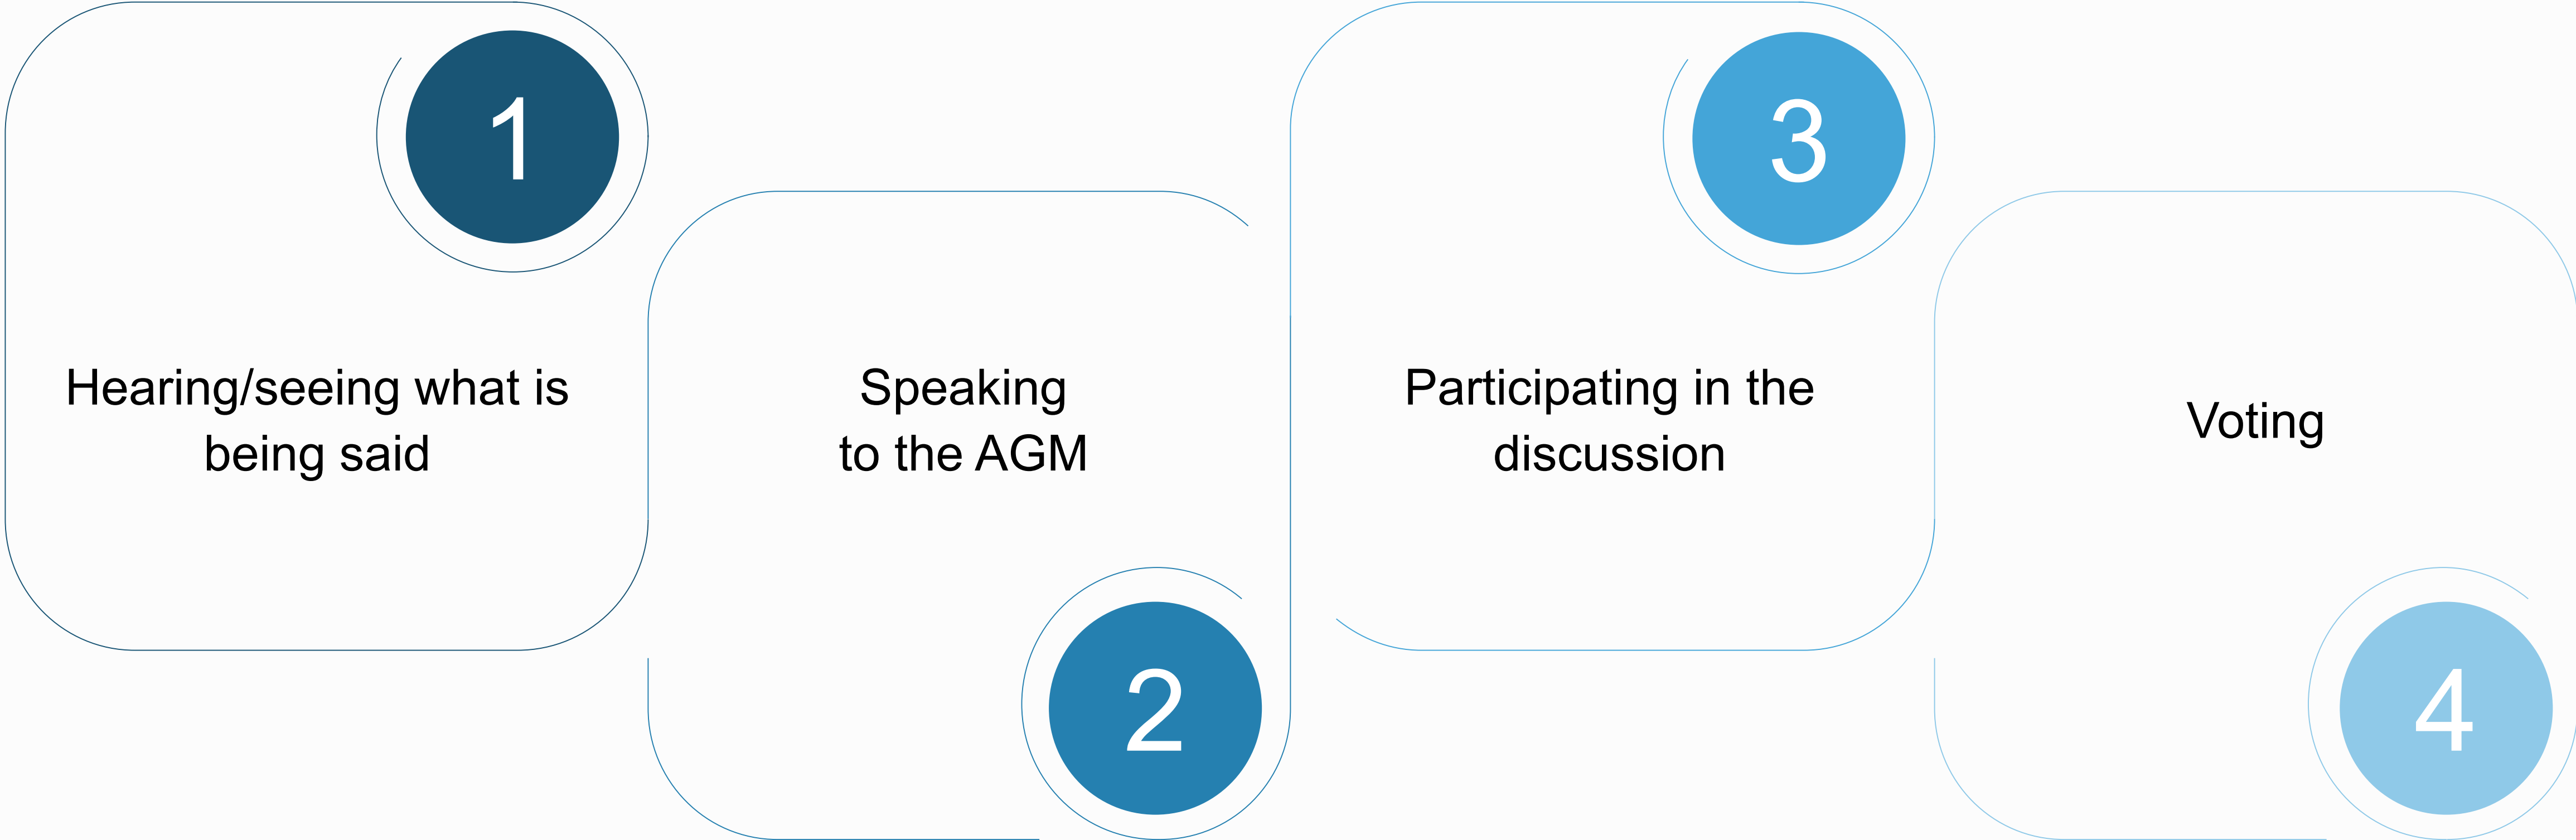 1
Hearing/seeing what is
being said
2
Speaking
to the AGM
3
Participating in the
discussion
4
Voting